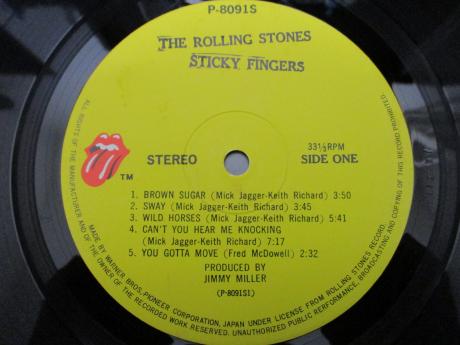 P-8091S
THE ROLLING STONES
STICKY FINGERS
STEREO
33⅓RPM
SIDE ONE
TM
1. BROWN SUGAR (Mick Jagger-Keith Richard) 3:50
2. SWAY (Mick Jagger-Keith Richard) 3:45
3. WILD HORSES (Mick Jagger-Keith Richard) 5:41
4. CAN'T YOU HEAR ME KNOCKING
(Mick Jagger-Keith Richard) 7:17
5. YOU GOTTA MOVE (Fred McDowell) 2:32
PRODUCED BY
JIMMY MILLER
(P-8091S1)
ALL RIGHTS OF THE MANUFACTURER AND OF THE OWNER OF THE RECORDED WORK RESERVED. UNAUTHORIZED PUBLIC PERFORMANCE, BROADCASTING AND COPYING OF THIS RECORD PROHIBITED.
MADE BY WARNER BROS.-PIONEER CORPORATION, JAPAN UNDER LICENSE FROM ROLLING STONES RECORDS